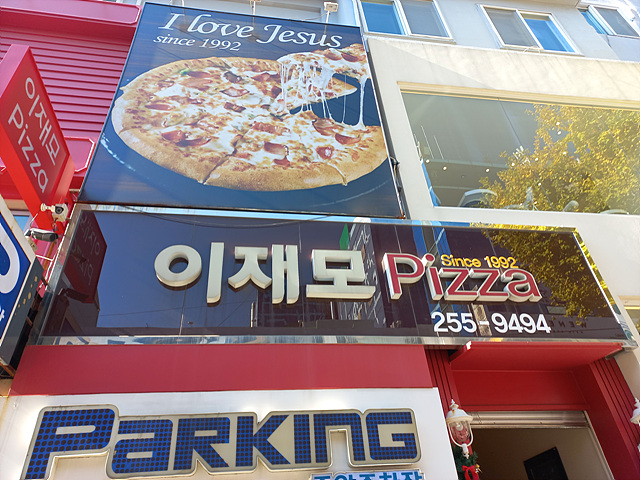 I love Jesus
since 1992
이재모
Pizza
이재모 Pizza
Since 1992
255-9494
PARKING